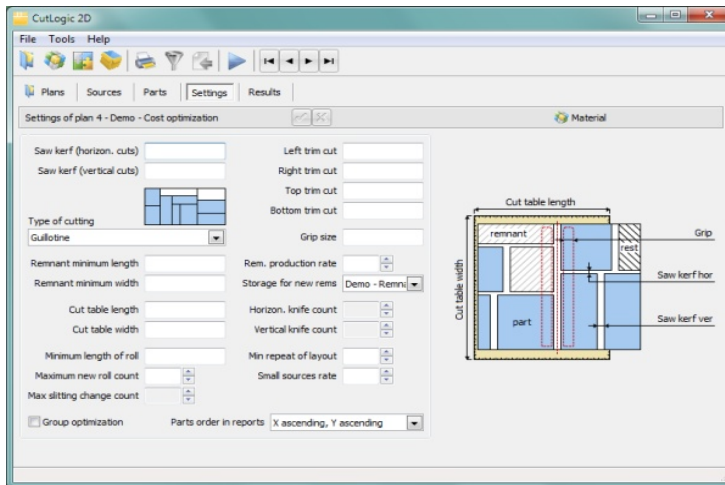 CutLogic 2D
File Tools Help
Plans Sources Parts Settings Results
Settings of plan 4 - Demo - Cost optimization
Material
Saw kerf (horizon. cuts)
Left trim cut
Saw kerf (vertical cuts)
Right trim cut
Top trim cut
Bottom trim cut
Type of cutting
Guillotine
Grip size
Remnant minimum length
Rem. production rate
Remnant minimum width
Storage for new rems
Demo - Remna
Cut table length
Horizon. knife count
Cut table width
Vertical knife count
Minimum length of roll
Min repeat of layout
Maximum new roll count
Small sources rate
Max slitting change count
Group optimization
Parts order in reports
X ascending, Y ascending
Cut table length
Cut table width
remnant
rest
part
Grip
Saw kerf hor
Saw kerf ver